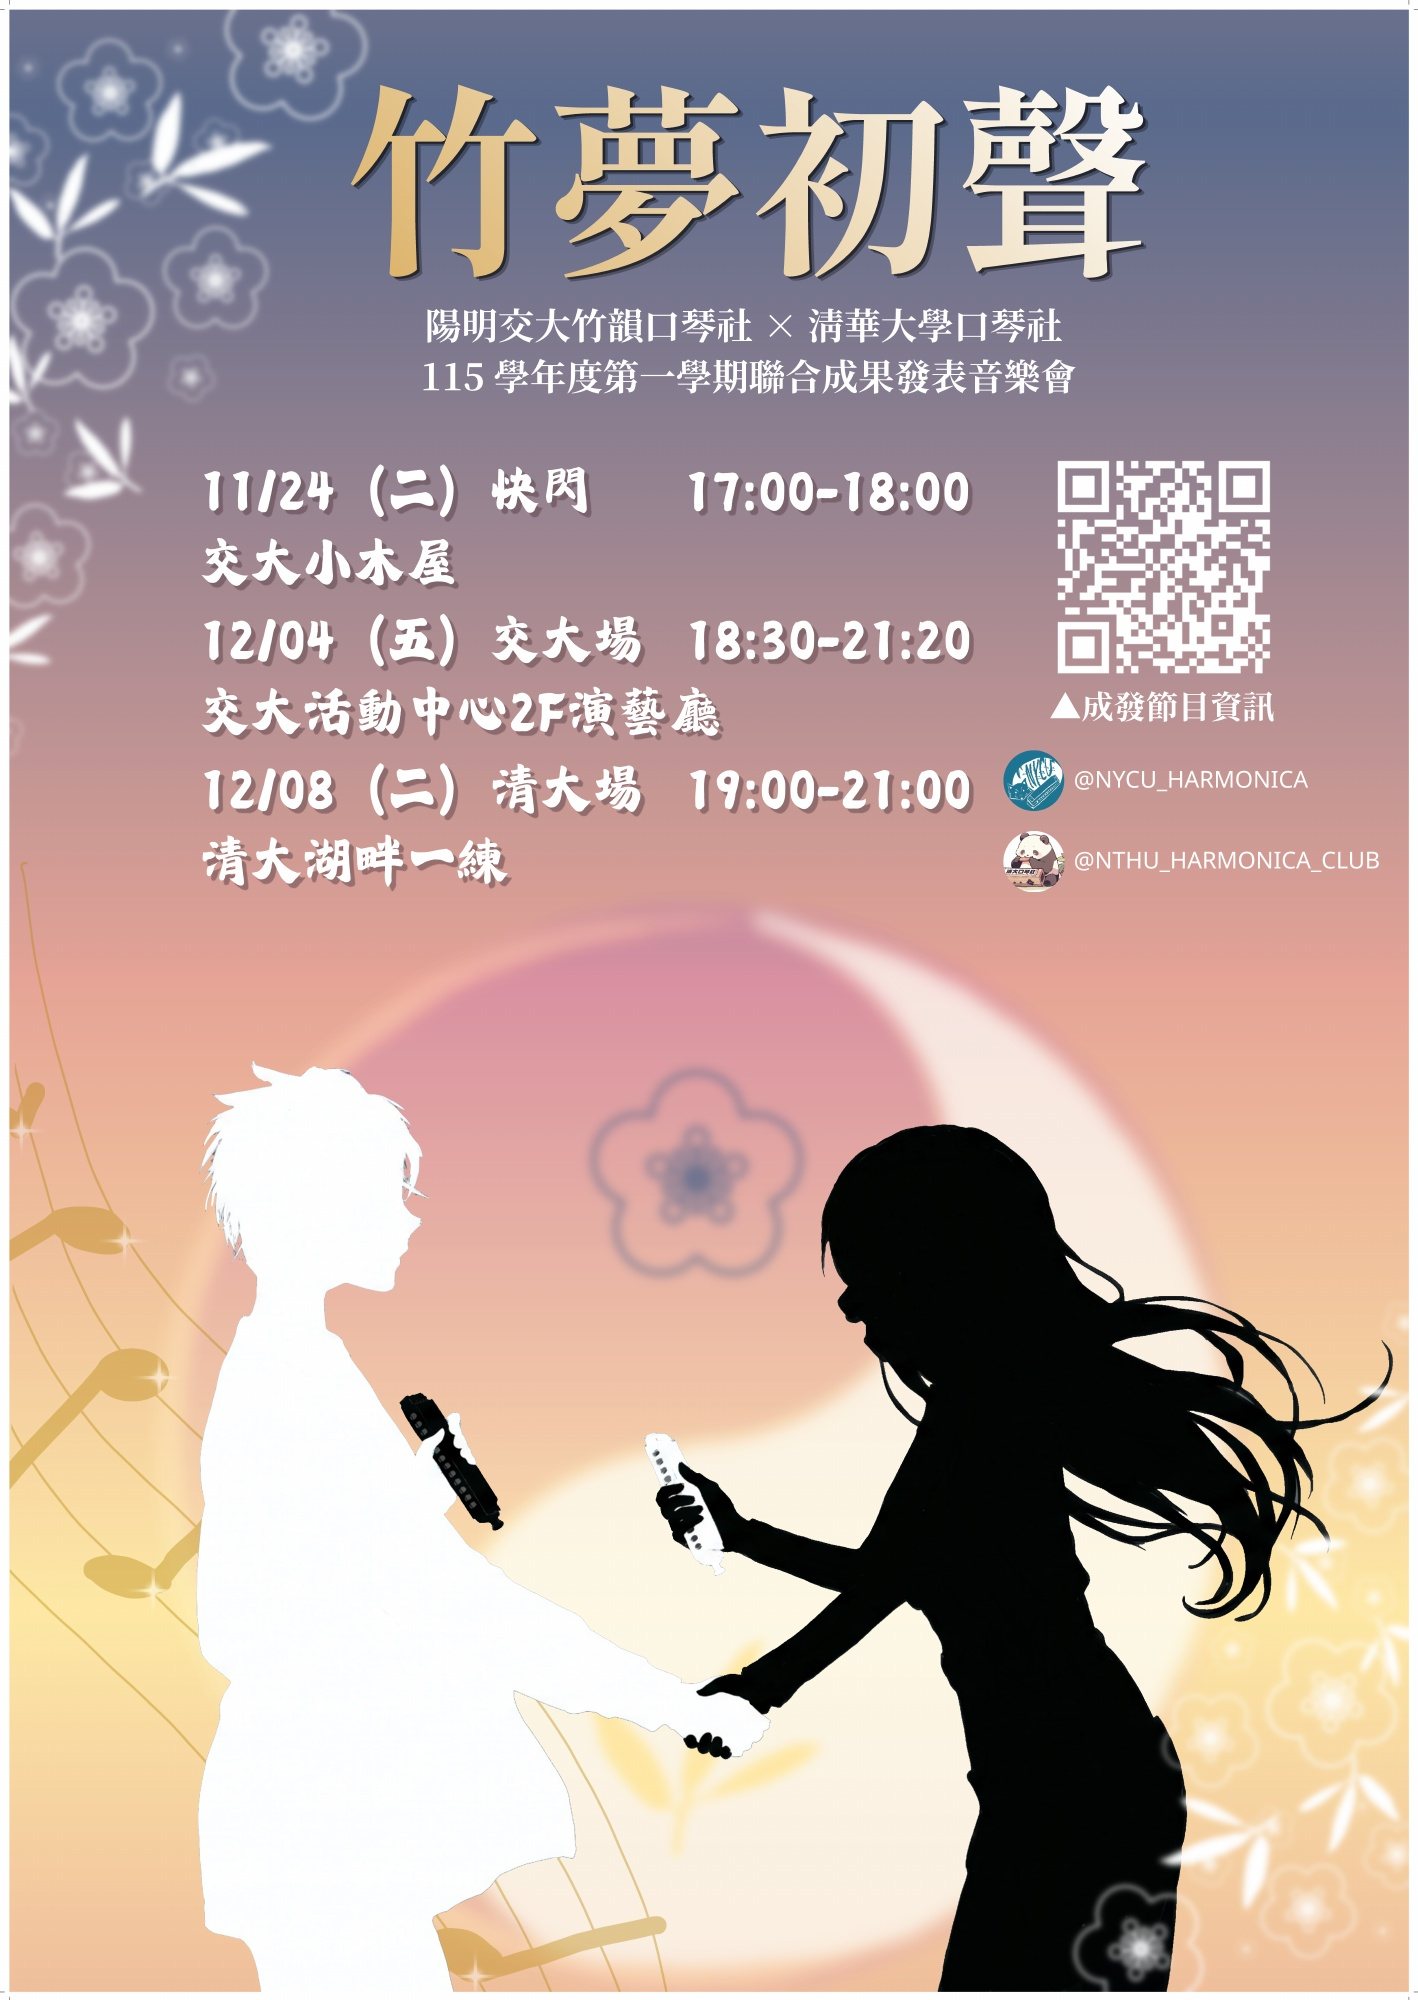 竹夢初聲
陽明交大竹韻口琴社 × 清華大學口琴社
115 學年度第一學期聯合成果發表音樂會
11/24（二）快閃 17:00-18:00
交大小木屋
12/04（五）交大場 18:30-21:20
交大活動中心2F演藝廳
12/08（二）清大場 19:00-21:00
清大湖畔一練
▲成發節目資訊
@NYCU_HARMONICA
@NTHU_HARMONICA_CLUB